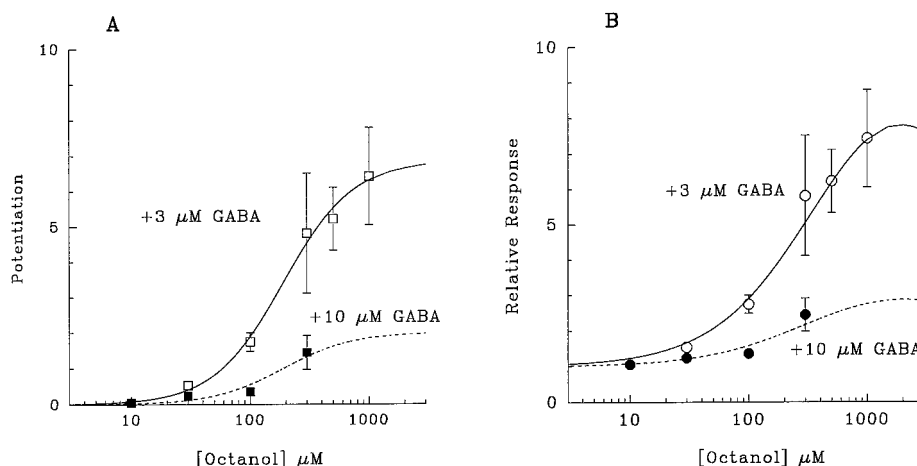 A
10
Potentiation
5
+3 μM GABA
+10 μM GABA
0
10
100
1000
[Octanol] μM
B
10
Relative Response
5
+3 μM GABA
+10 μM GABA
0
10
100
1000
[Octanol] μM